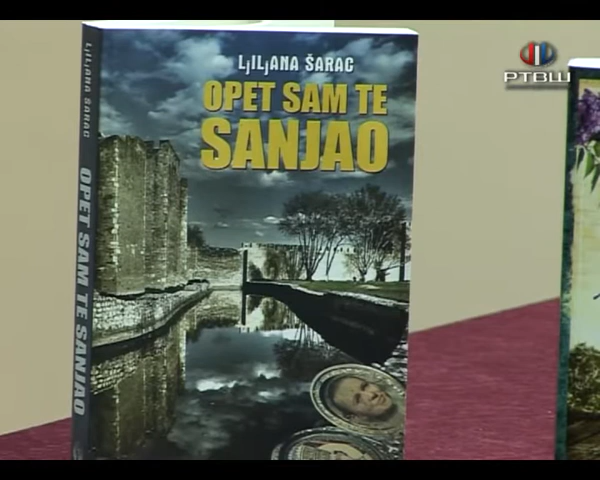 LjILjANA ŠARAC
OPET SAM TE
SANJAO
LjILjANA ŠARAC
OPET SAM TE SANJAO
РТВШ